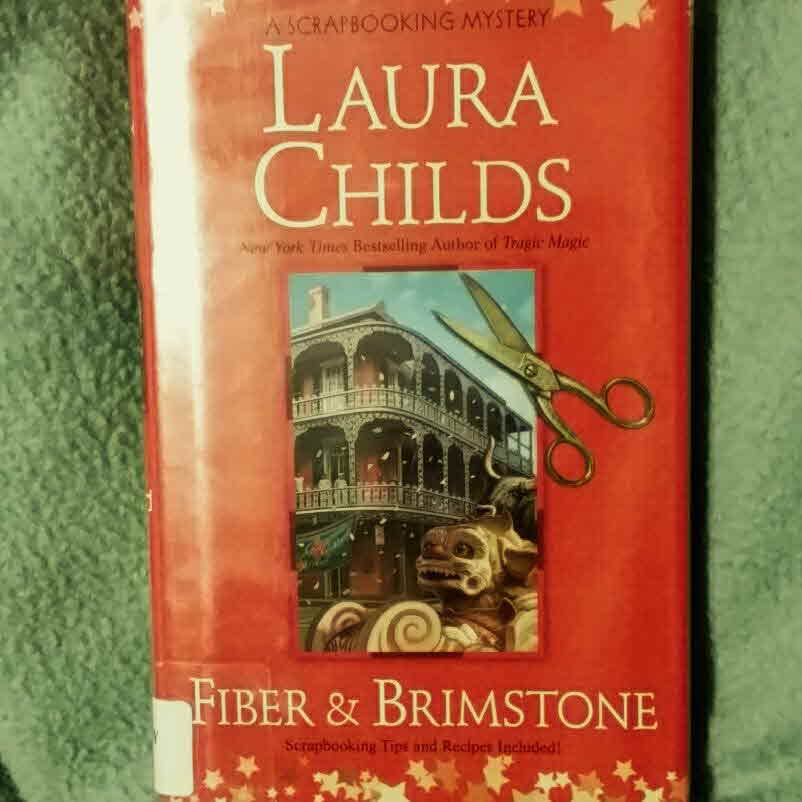 A SCRAPBOOKING MYSTERY
LAURA
CHILDS
New York Times Bestselling Author of Tragic Magic
FIBER & BRIMSTONE
Scrapbooking Tips and Recipes Included!